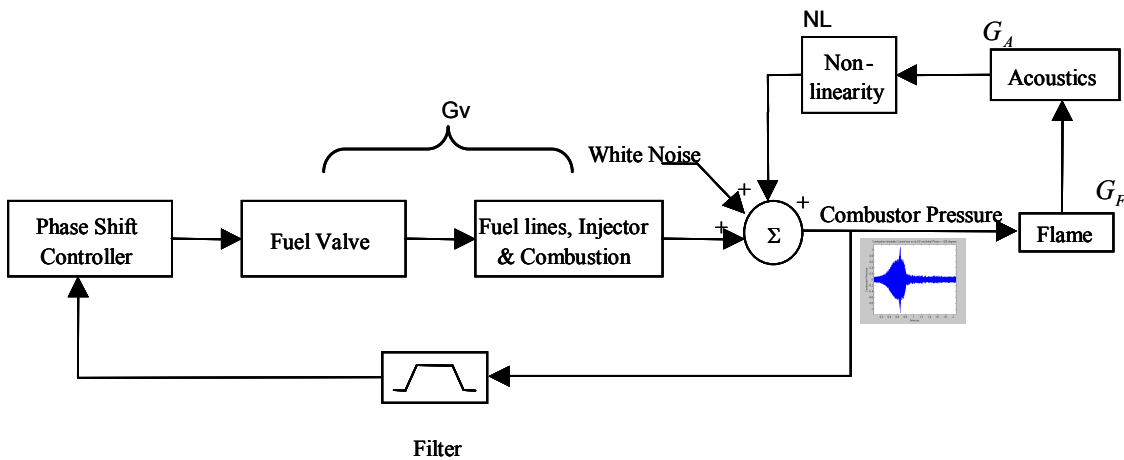 NL
G_A
Non-
linearity
Acoustics
Gv
White Noise
+
+
+
Σ
Combustor Pressure
G_F
Phase Shift
Controller
Fuel Valve
Fuel lines, Injector
& Combustion
Flame
Filter